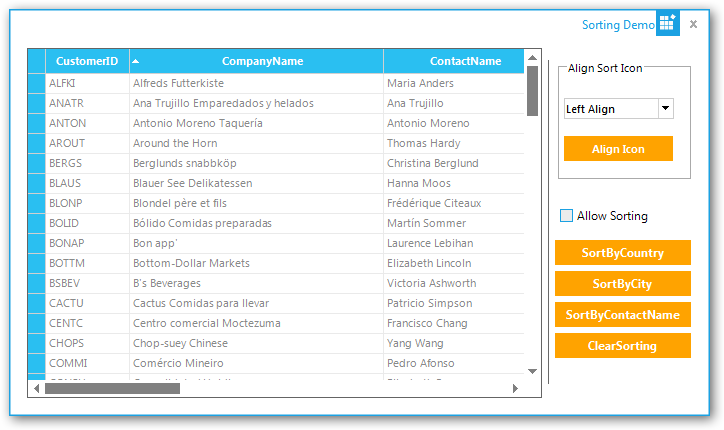 Sorting Demo
CustomerID CompanyName ContactName
ALFKI Alfreds Futterkiste Maria Anders
ANATR Ana Trujillo Emparedados y helados Ana Trujillo
ANTON Antonio Moreno Taquería Antonio Moreno
AROUT Around the Horn Thomas Hardy
BERGS Berglunds snabbköp Christina Berglund
BLAUS Blauer See Delikatessen Hanna Moos
BLONP Blondel père et fils Frédérique Citeaux
BOLID Bólido Comidas preparadas Martín Sommer
BONAP Bon app' Laurence Lebihan
BOTTM Bottom-Dollar Markets Elizabeth Lincoln
BSBEV B's Beverages Victoria Ashworth
CACTU Cactus Comidas para llevar Patricio Simpson
CENTC Centro comercial Moctezuma Francisco Chang
CHOPS Chop-suey Chinese Yang Wang
COMMI Comércio Mineiro Pedro Afonso
Align Sort Icon
Left Align
Align Icon
Allow Sorting
SortByCountry
SortByCity
SortByContactName
ClearSorting